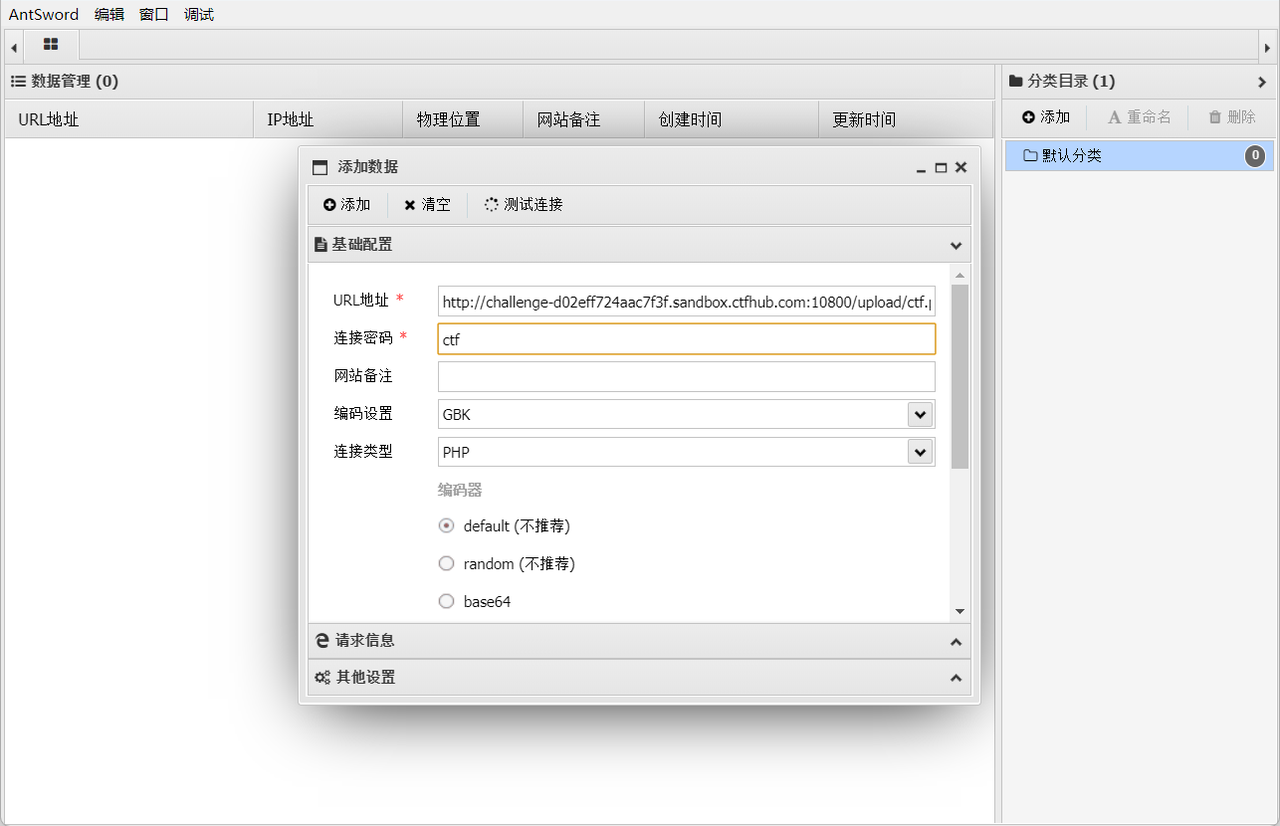 AntSword 编辑 窗口 调试
数据管理 (0)
分类目录 (1)
URL地址 IP地址 物理位置 网站备注 创建时间 更新时间
添加 重命名 删除
默认分类 0
添加数据
添加 清空 测试连接
基础配置
URL地址 * http://challenge-d02eff724aac7f3f.sandbox.ctfhub.com:10800/upload/ctf.
连接密码 * ctf
网站备注
编码设置 GBK
连接类型 PHP
编码器
default (不推荐)
random (不推荐)
base64
请求信息
其他设置